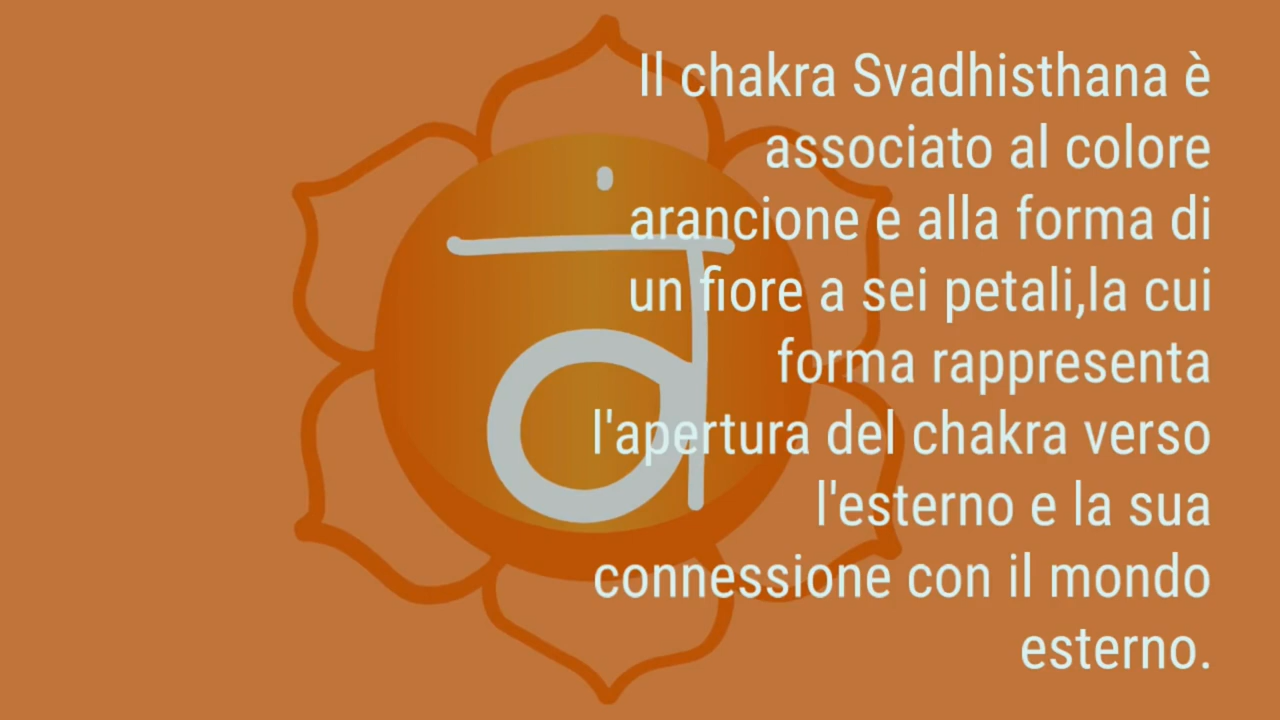 Il chakra Svadhisthana è
associato al colore
arancione e alla forma di
un fiore a sei petali,la cui
forma rappresenta
l'apertura del chakra verso
l'esterno e la sua
connessione con il mondo
esterno.
वं